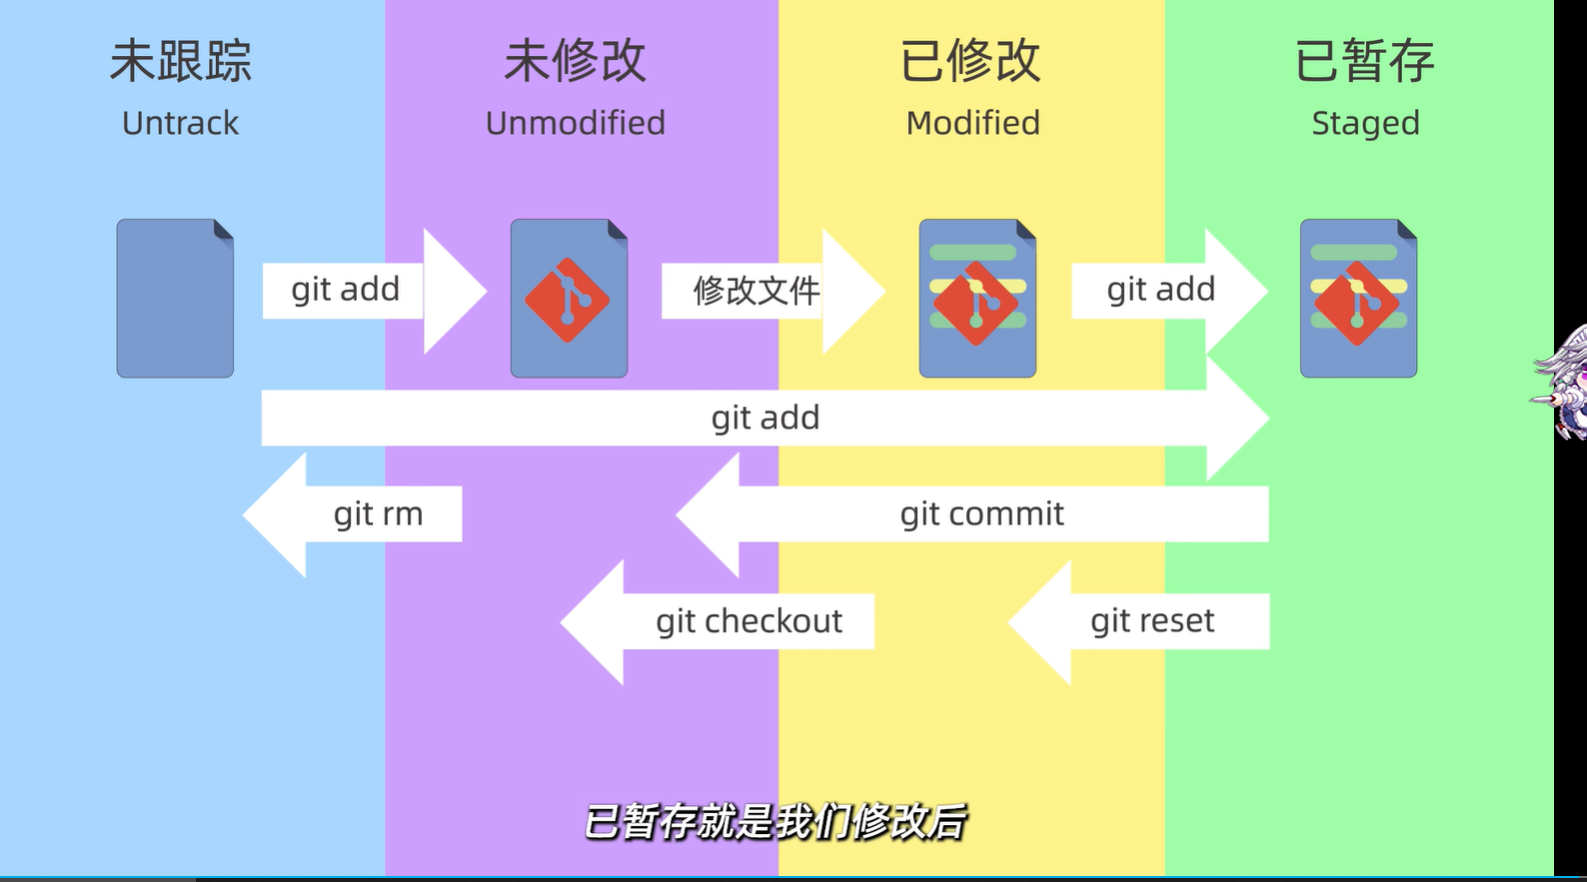 未跟踪
Untrack
未修改
Unmodified
已修改
Modified
已暂存
Staged
git add
修改文件
git add
git add
git rm
git commit
git checkout
git reset
已暂存就是我们修改后